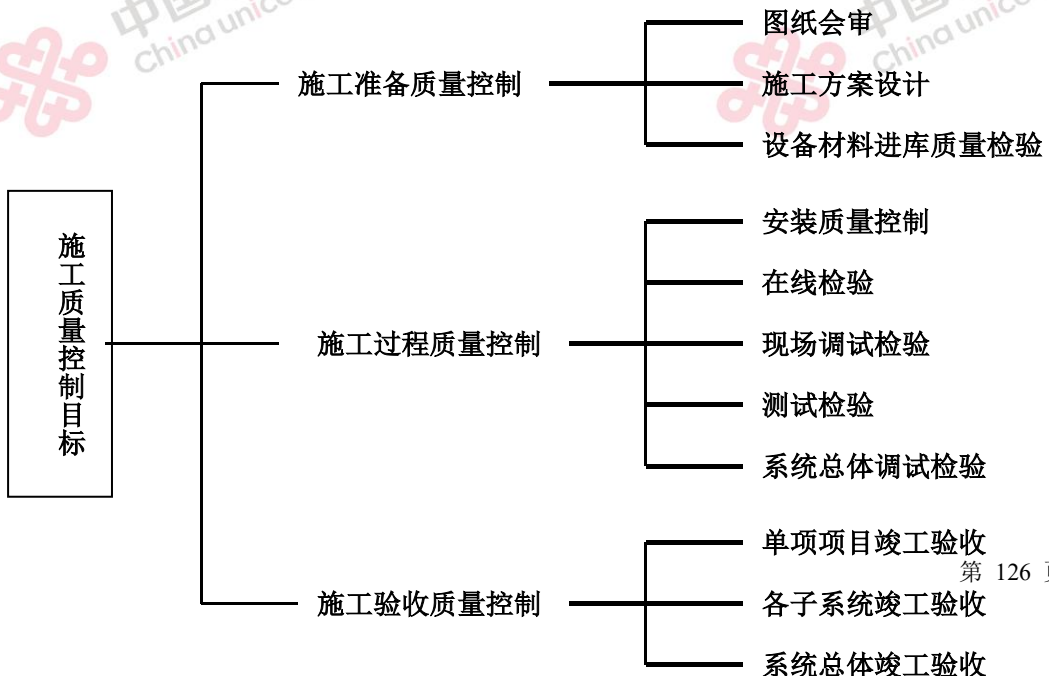 中国
china unico
中国
china unico
图纸会审
施工准备质量控制
施工方案设计
设备材料进库质量检验
施工质量控制目标
安装质量控制
在线检验
施工过程质量控制
现场调试检验
测试检验
系统总体调试检验
单项项目竣工验收
第 126
施工验收质量控制
各子系统竣工验收
系统总体竣工验收